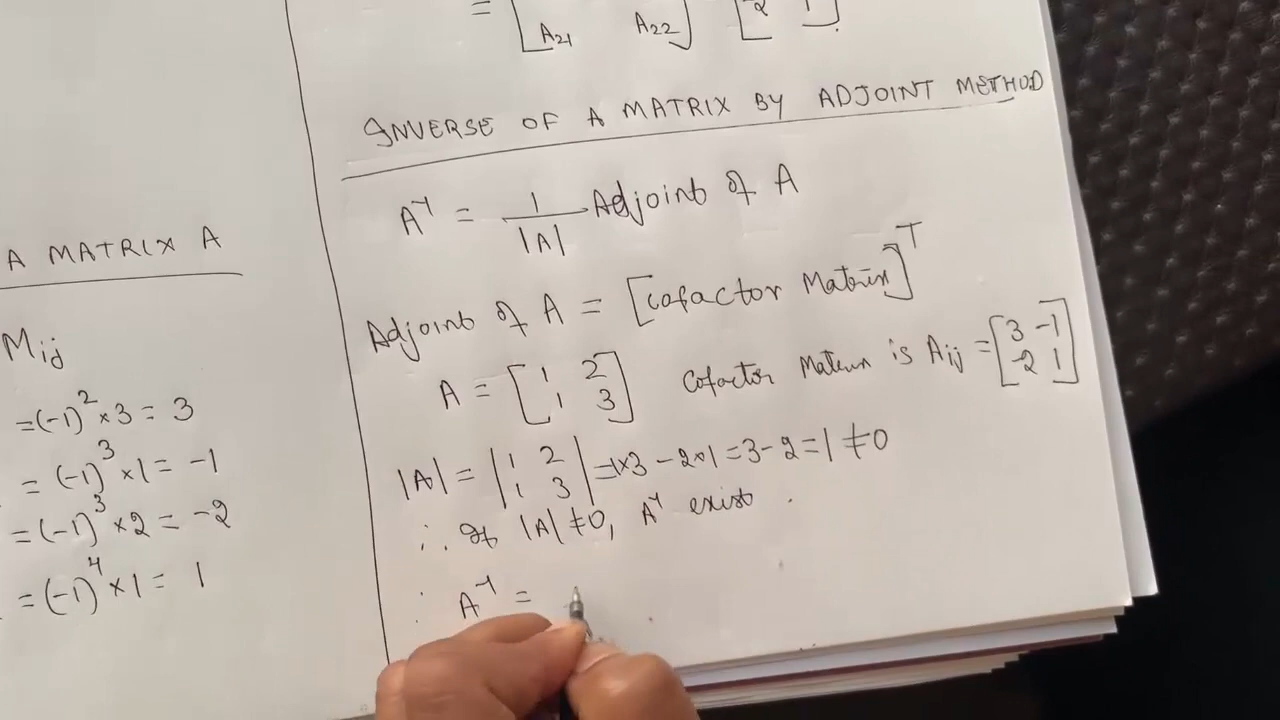 A MATRIX A
Mij
= (-1)² × 3 = 3
= (-1)³ × 1 = -1
= (-1)³ × 2 = -2
= (-1)⁴ × 1 = 1
=
A₂₁ A₂₂ 2 1
INVERSE OF A MATRIX BY ADJOINT METHOD
A⁻¹ = 1/|A| Adjoint of A
Adjoint of A = [cofactor Matrix]ᵀ
A = [1 2; 1 3] Cofactor Matrix is Aij = [3 -1; -2 1]
|A| = |1 2; 1 3| = 1×3 - 2×1 = 3 - 2 = 1 ≠ 0
∴ If |A| ≠ 0, A⁻¹ exist.
∴ A⁻¹ =